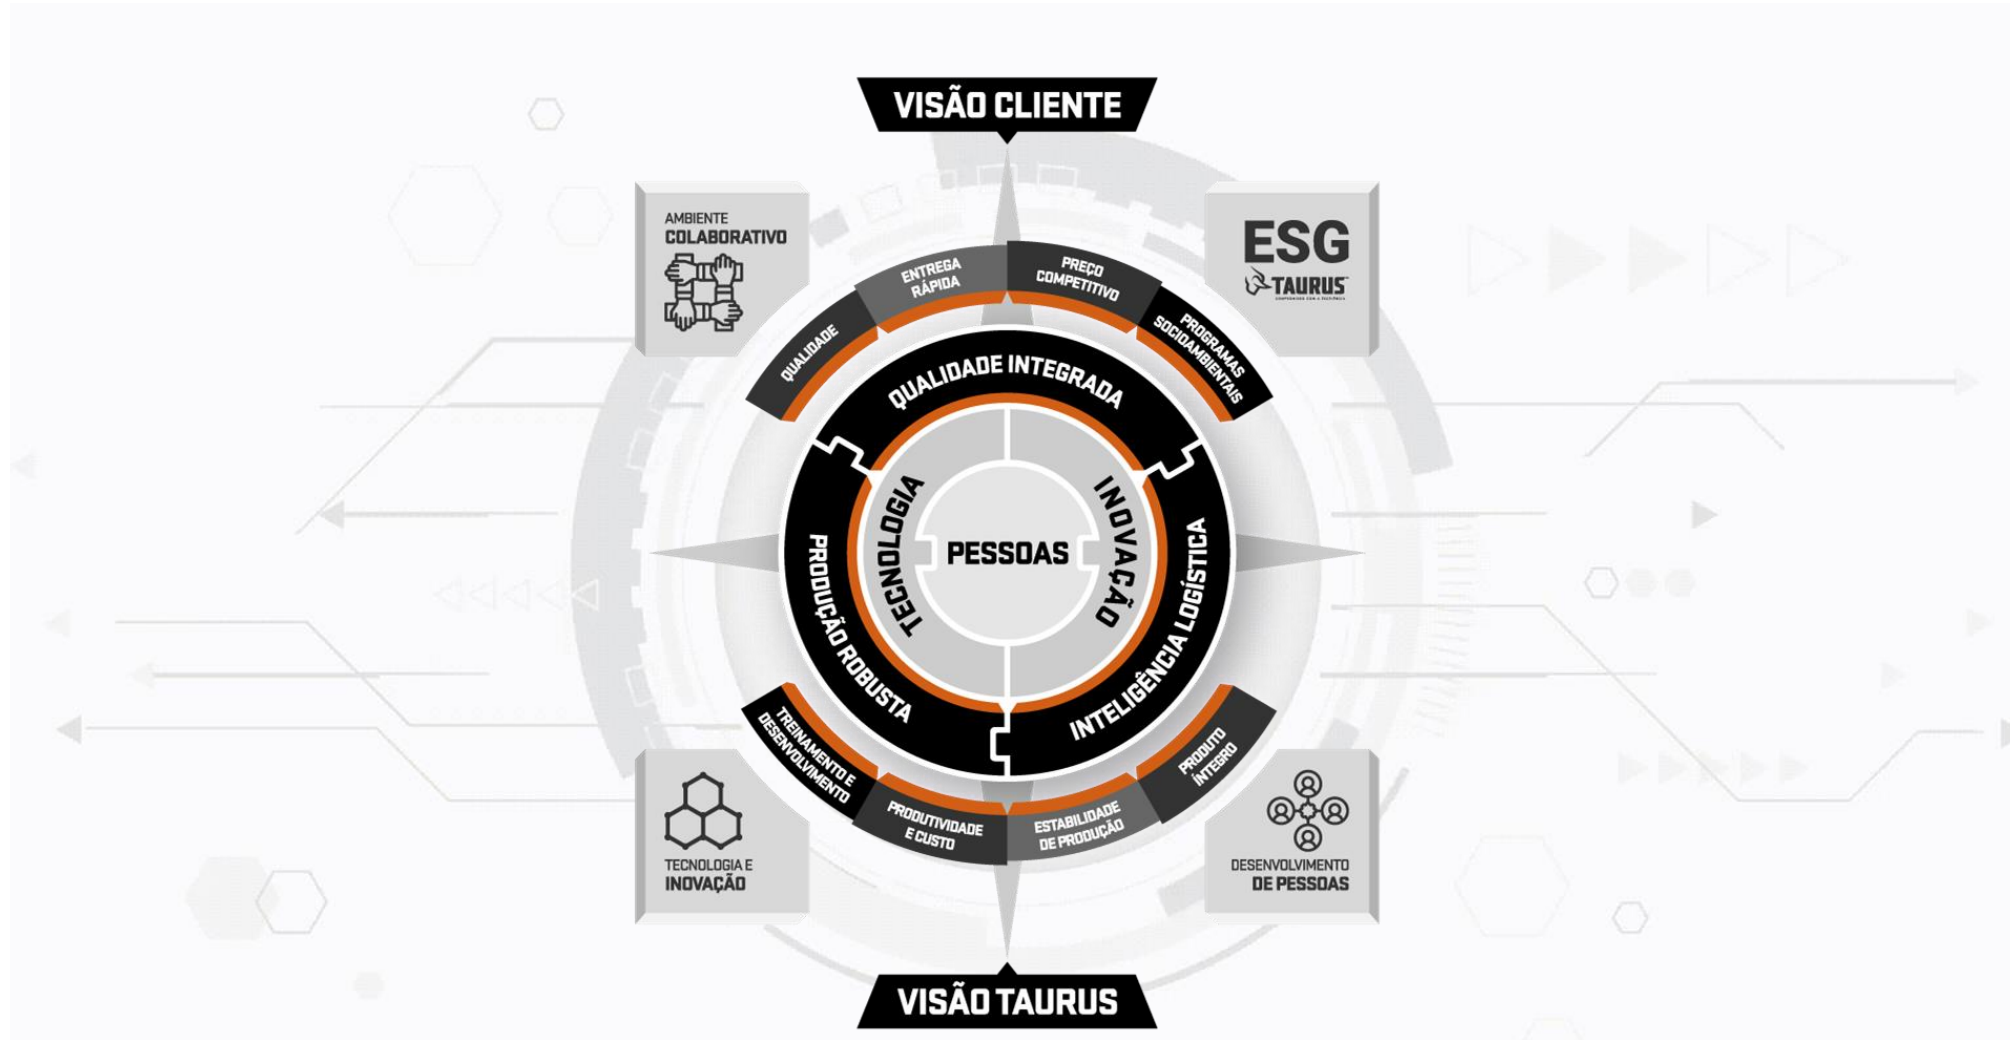 VISÃO CLIENTE
AMBIENTE
COLABORATIVO
ESG
TAURUS
ENTREGA
RÁPIDA
PREÇO
COMPETITIVO
QUALIDADE
PROGRAMAS
SOCIOAMBIENTAIS
QUALIDADE INTEGRADA
TECNOLOGIA
PESSOAS
INOVAÇÃO
PRODUÇÃO ROBUSTA
INTELIGÊNCIA LOGÍSTICA
TREINAMENTO E
DESENVOLVIMENTO
PRODUTIVIDADE
E CUSTO
ESTABILIDADE
DE PRODUÇÃO
PRODUTO
ÍNTEGRO
TECNOLOGIA E
INOVAÇÃO
DESENVOLVIMENTO
DE PESSOAS
VISÃO TAURUS